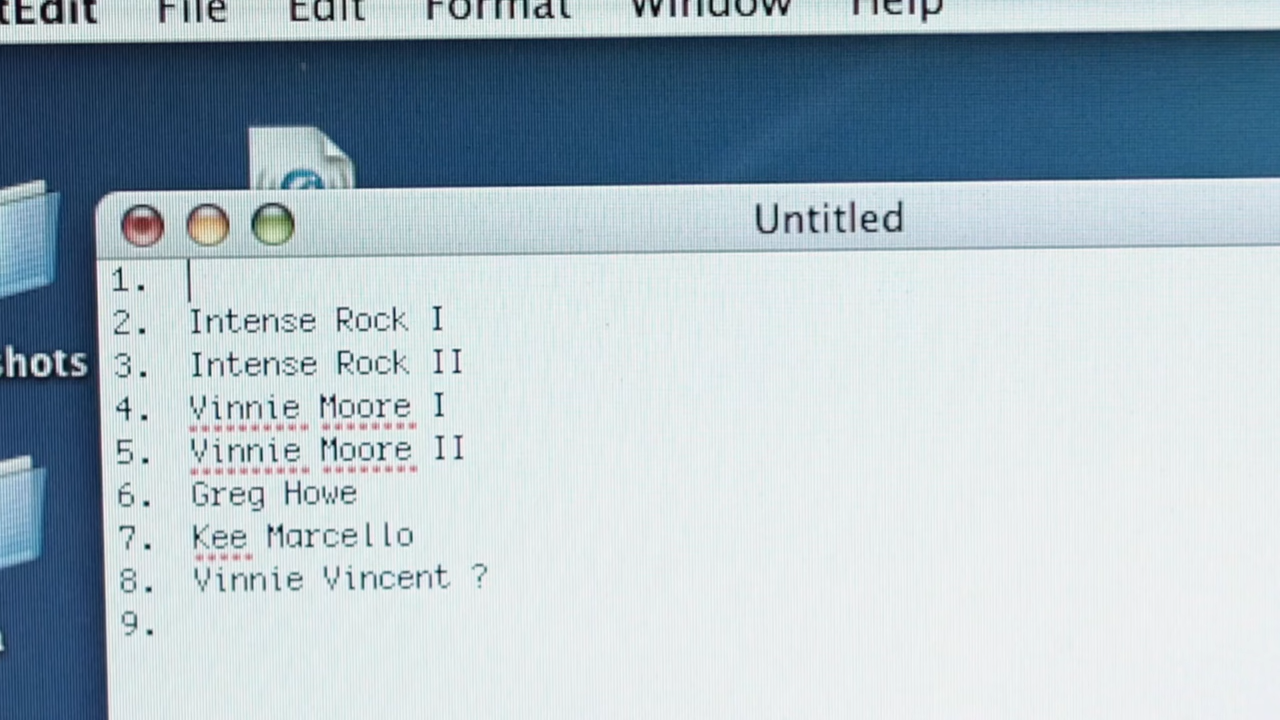 tEdit File Edit Format Window Help
Untitled
1.
2. Intense Rock I
3. Intense Rock II
shots
4. Vinnie Moore I
5. Vinnie Moore II
6. Greg Howe
7. Kee Marcello
8. Vinnie Vincent ?
9.